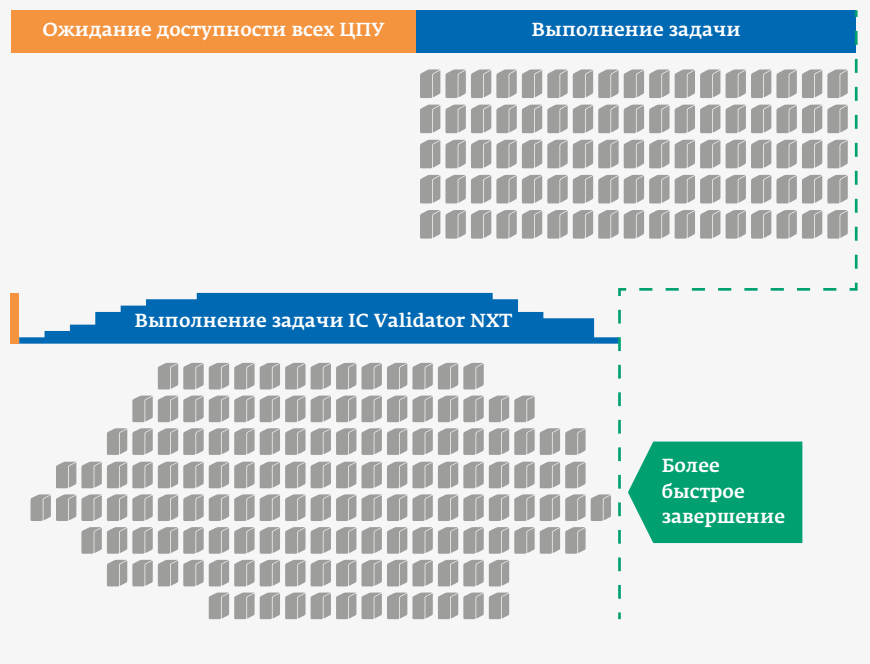 Ожидание доступности всех ЦПУ
Выполнение задачи
Выполнение задачи IC Validator NXT
Более
быстрое
завершение